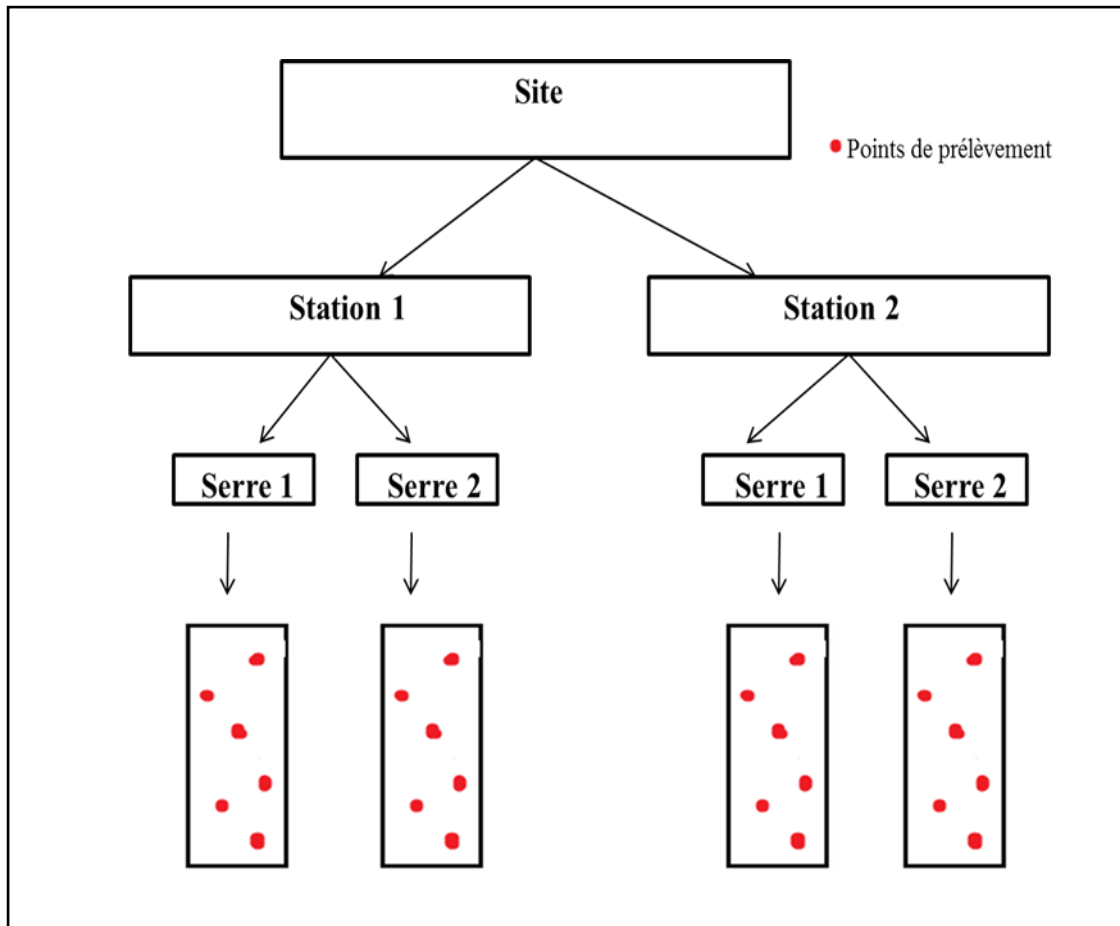 Site
Points de prélèvement
Station 1
Station 2
Serre 1
Serre 2
Serre 1
Serre 2